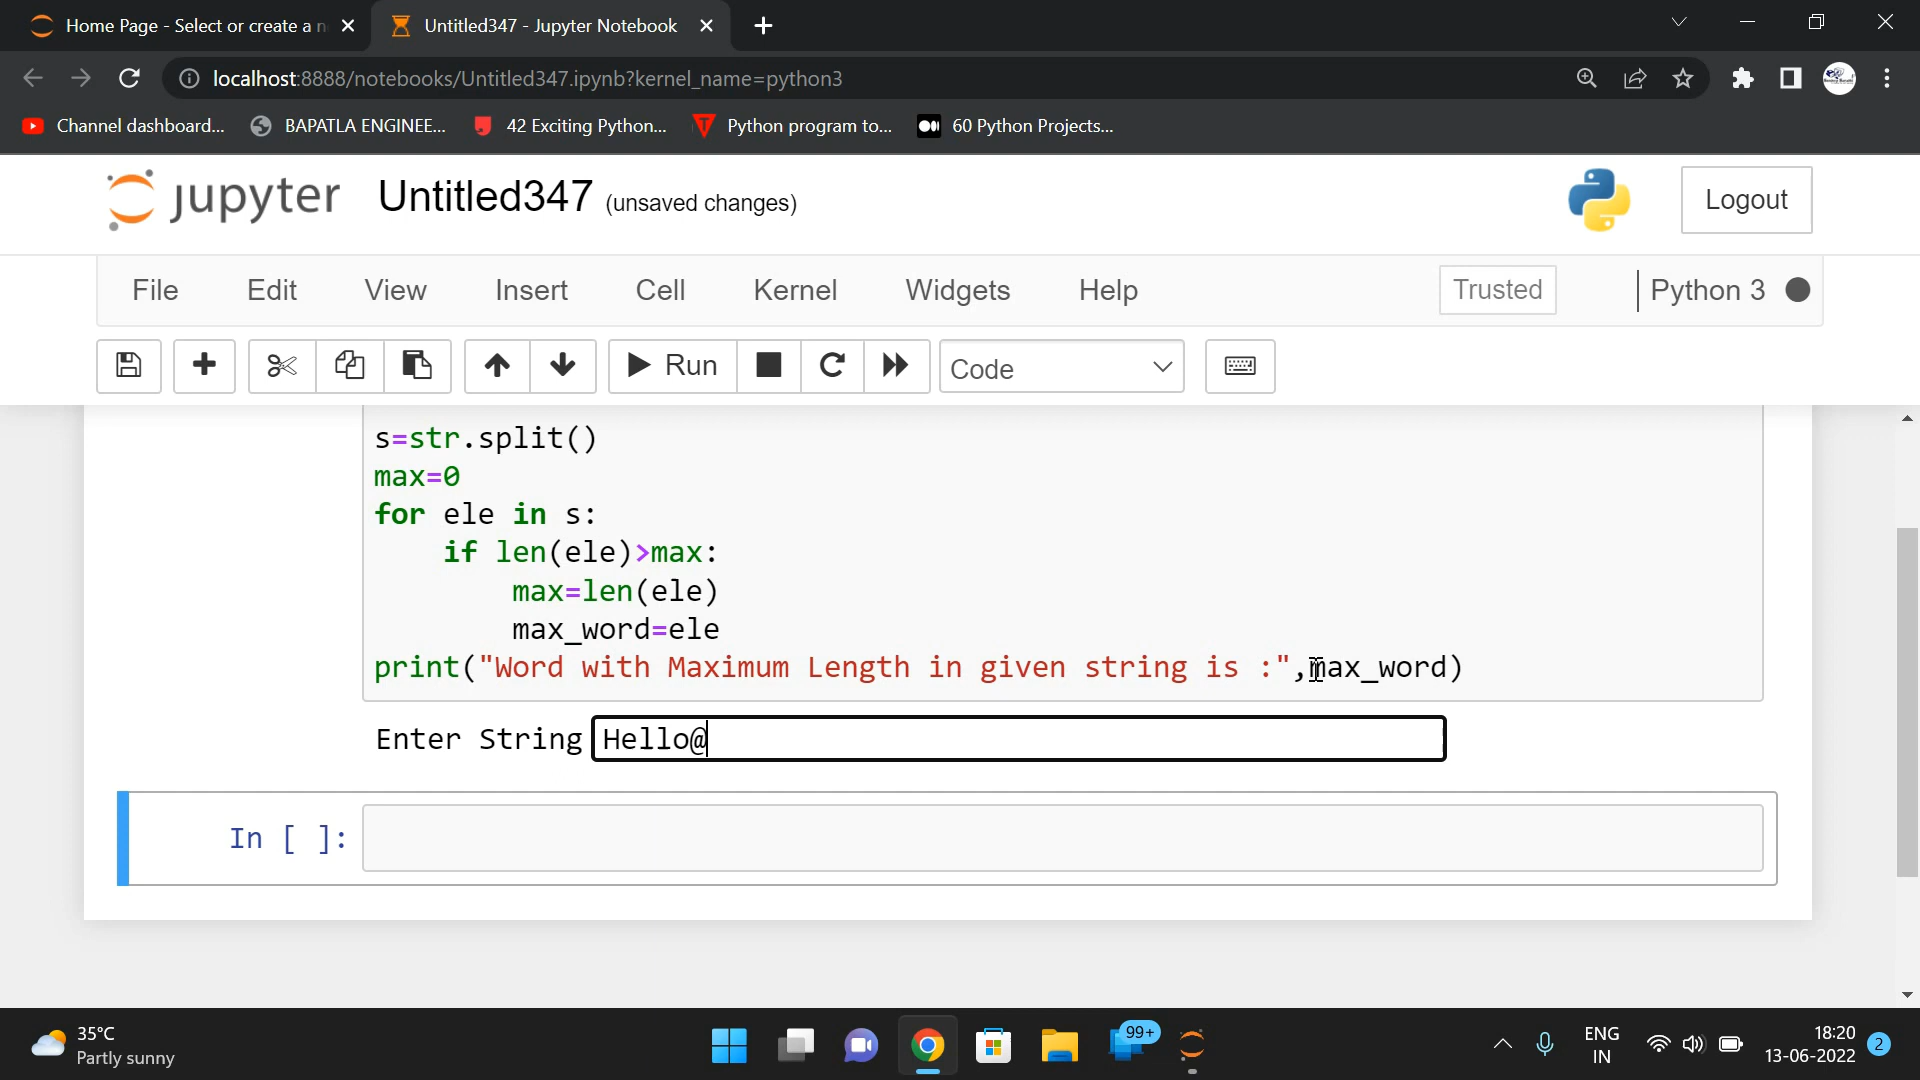 Home Page - Select or create a n
Untitled347 - Jupyter Notebook
localhost:8888/notebooks/Untitled347.ipynb?kernel_name=python3
Channel dashboard...
BAPATLA ENGINEE...
42 Exciting Python...
Python program to...
60 Python Projects...
jupyter
Untitled347 (unsaved changes)
Logout
File
Edit
View
Insert
Cell
Kernel
Widgets
Help
Trusted
Python 3
Run
Code
s=str.split()
max=0
for ele in s:
    if len(ele)>max:
        max=len(ele)
        max_word=ele
print("Word with Maximum Length in given string is :",max_word)
Enter String Hello@
In [ ]:
35°C
Partly sunny
99+
ENG
IN
18:20
13-06-2022
2